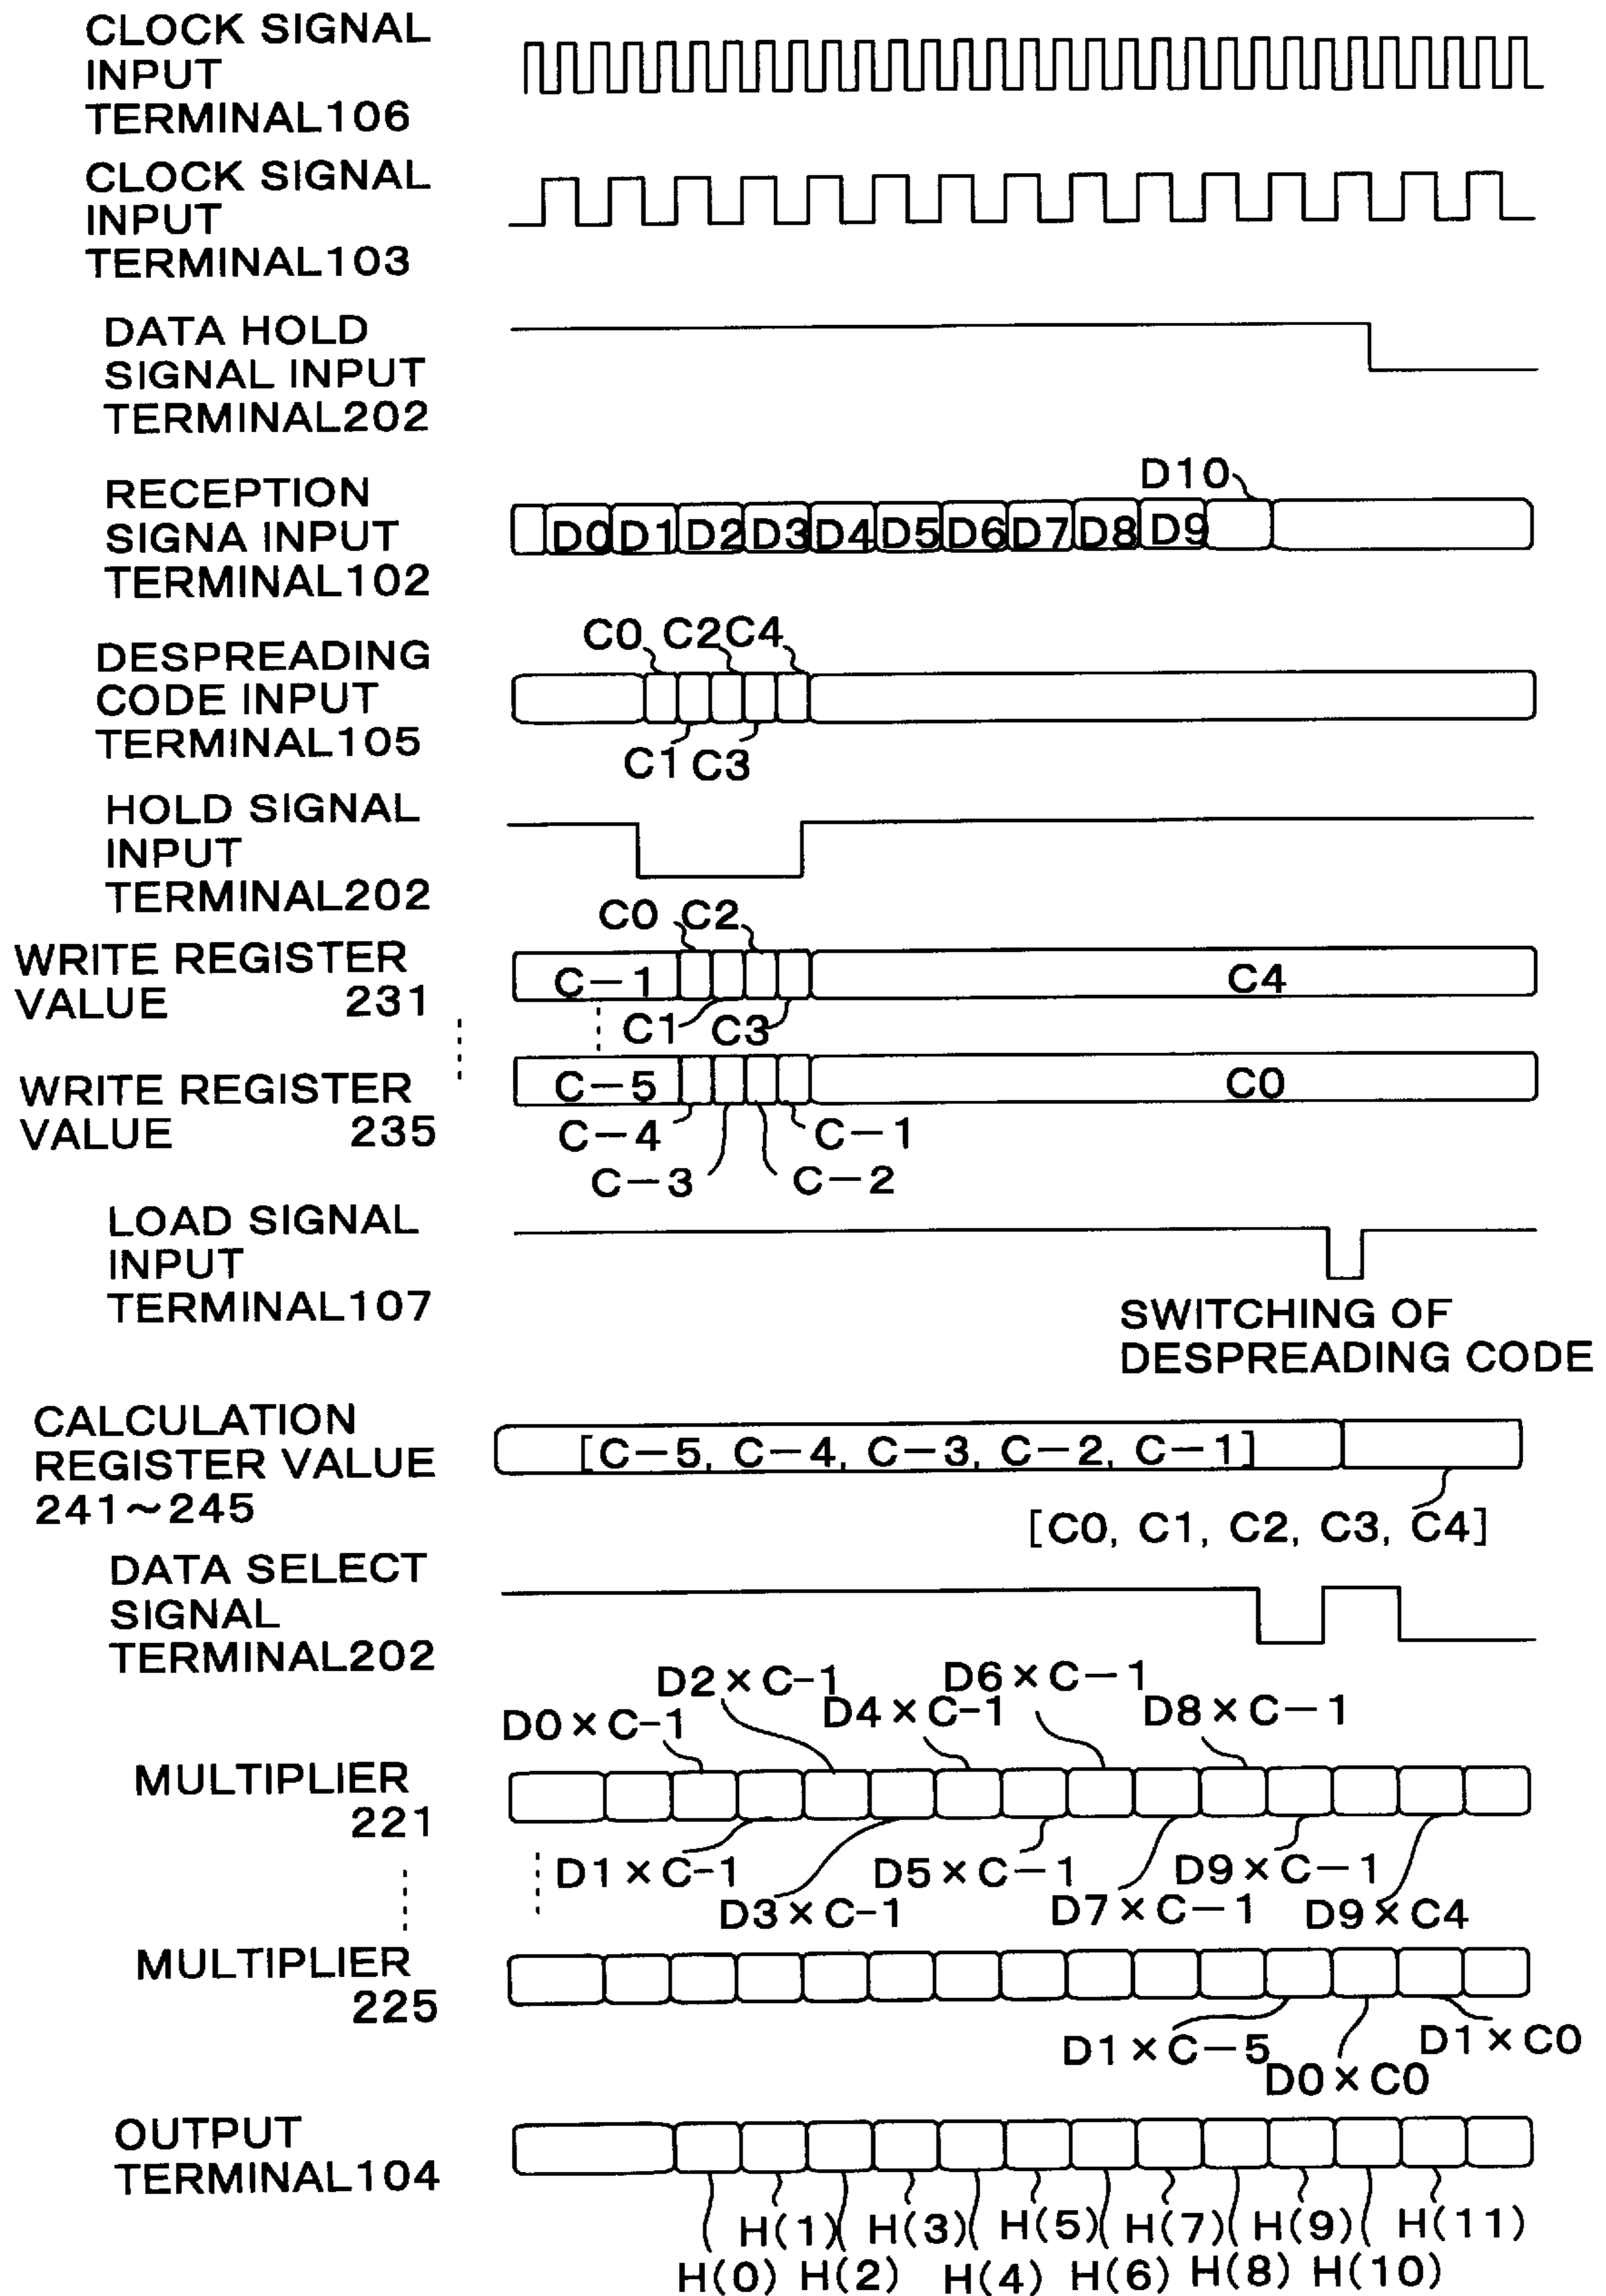 CLOCK SIGNAL
INPUT
TERMINAL106
CLOCK SIGNAL
INPUT
TERMINAL103
DATA HOLD
SIGNAL INPUT
TERMINAL202
D10
RECEPTION
SIGNA INPUT
TERMINAL102
D0 D1 D2 D3 D4 D5 D6 D7 D8 D9
C0 C2 C4
DESPREADING
CODE INPUT
TERMINAL105
C1 C3
HOLD SIGNAL
INPUT
TERMINAL202
C0 C2
WRITE REGISTER
VALUE 231
C-1 C4
C1 C3
WRITE REGISTER
VALUE 235
C-5 C0
C-4 C-1
C-3 C-2
LOAD SIGNAL
INPUT
TERMINAL107
SWITCHING OF
DESPREADING CODE
CALCULATION
REGISTER VALUE
241~245
[C-5, C-4, C-3, C-2, C-1]
[C0, C1, C2, C3, C4]
DATA SELECT
SIGNAL
TERMINAL202
D2×C-1 D6×C-1
D0×C-1 D4×C-1 D8×C-1
MULTIPLIER
221
D1×C-1 D5×C-1 D9×C-1
D3×C-1 D7×C-1 D9×C4
MULTIPLIER
225
D1×C-5 D1×C0
D0×C0
OUTPUT
TERMINAL104
H(1) H(3) H(5) H(7) H(9) H(11)
H(0) H(2) H(4) H(6) H(8) H(10)